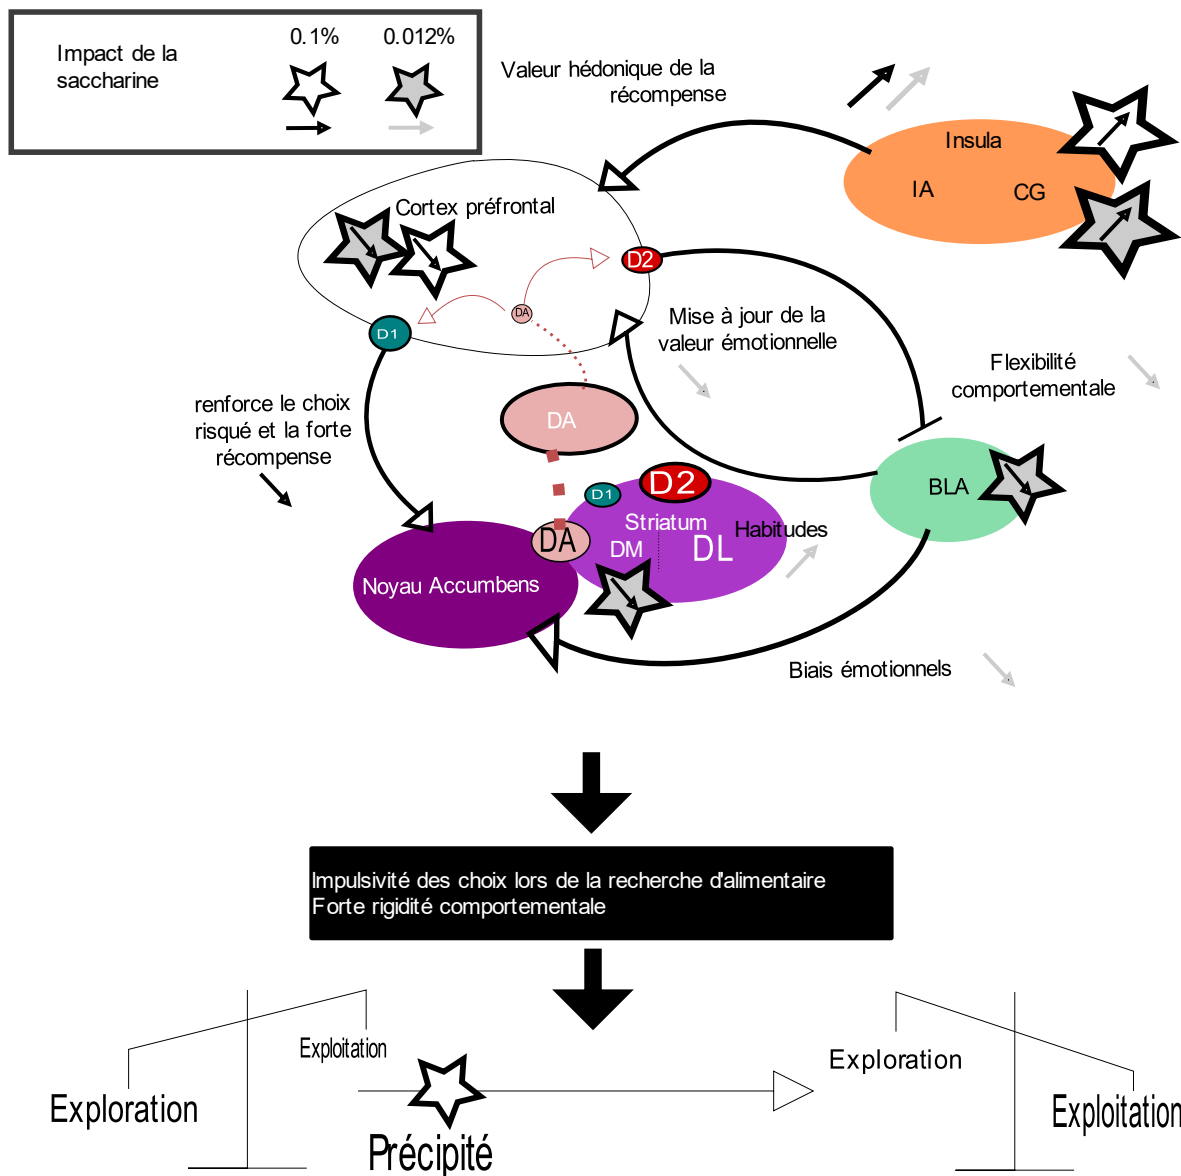 Impact de la
saccharine
0.1%
0.012%
Valeur hédonique de la
récompense
Insula
IA
CG
Cortex préfrontal
D2
DA
D1
Mise à jour de la
valeur émotionnelle
Flexibilité
comportementale
renforce le choix
risqué et la forte
récompense
DA
D2
D1
BLA
Striatum
Habitudes
DA
DM
DL
Noyau Accumbens
Biais émotionnels
Impulsivité des choix lors de la recherche d'alimentaire
Forte rigidité comportementale
Exploitation
Exploration
Précipité
Exploration
Exploitation